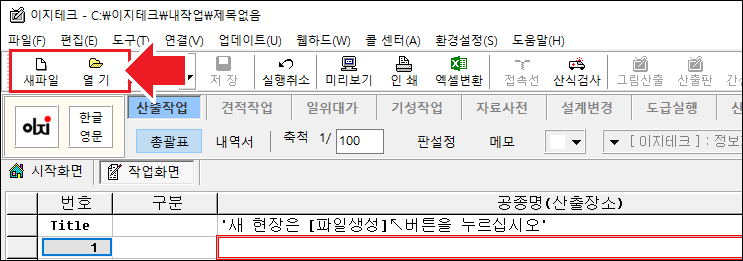 이지테크 - C:\이지테크\내작업\제목없음
파일(F) 편집(E) 도구(T) 연결(V) 업데이트(U) 웹하드(W) 콜 센터(A) 환경설정(S) 도움말(H)
새파일 열 기 저 장 실행취소 미리보기 인 쇄 엑셀변환 접속선 산식검사 그림산출 산출판
산출작업 견적작업 일위대가 기성작업 자료사전 설계변경 도급실행
한글
영문
총괄표 내역서 축척 1/ 100 판설정 메모 [ 이지테크 ] : 정보
시작화면 작업화면
번호 구분 공종명(산출장소)
Title '새 현장은 [파일생성]↖버튼을 누르십시오'
1